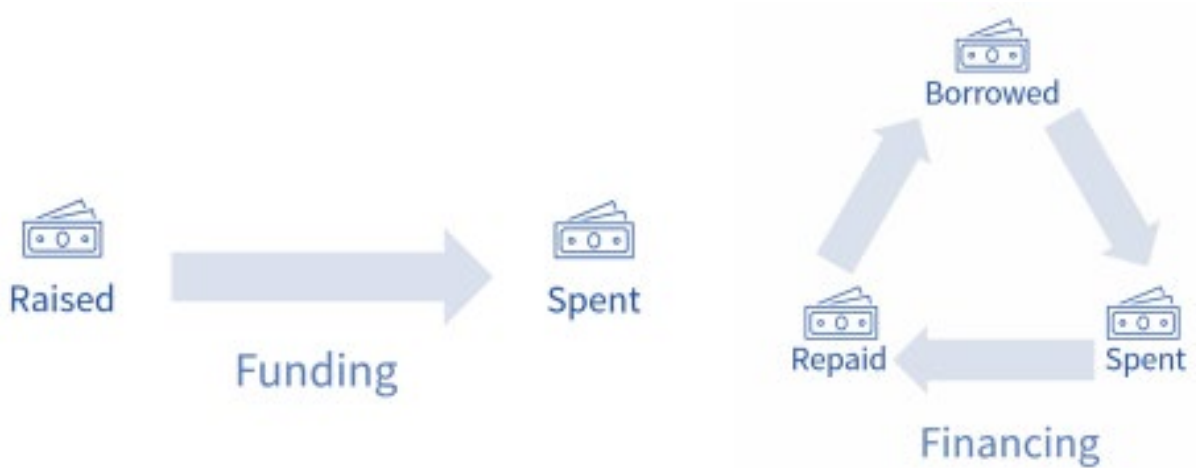 Raised
Spent
Funding
Borrowed
Repaid
Spent
Financing